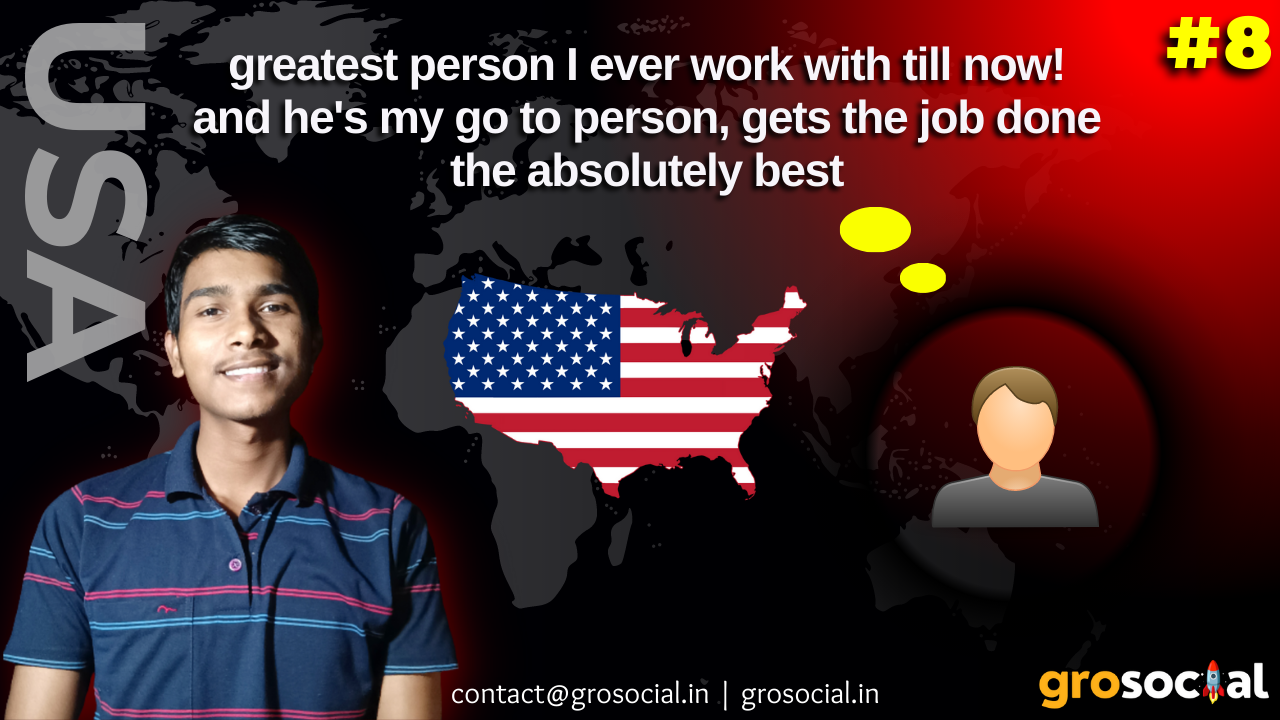 USA
#8
greatest person I ever work with till now!
and he's my go to person, gets the job done
the absolutely best
contact@grosocial.in | grosocial.in
grosocial